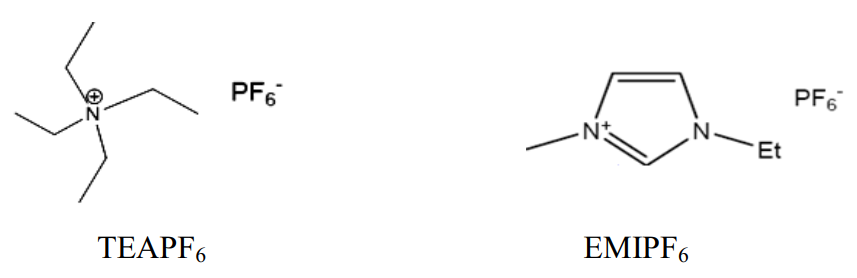 N⊕
PF₆⁻
TEAPF₆
N⁺
N
Et
PF₆⁻
EMIPF₆